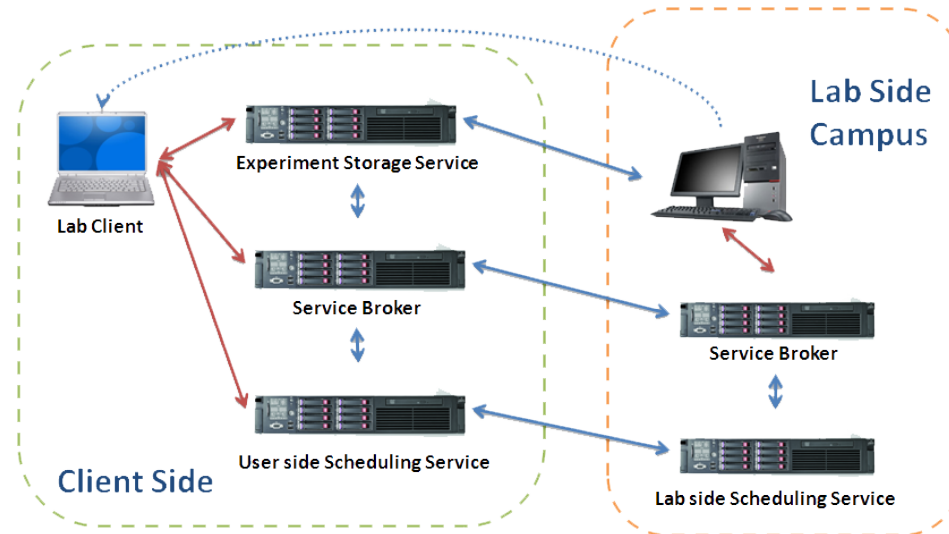 Lab Side
Campus
Experiment Storage Service
Lab Client
Service Broker
Service Broker
User side Scheduling Service
Client Side
Lab side Scheduling Service